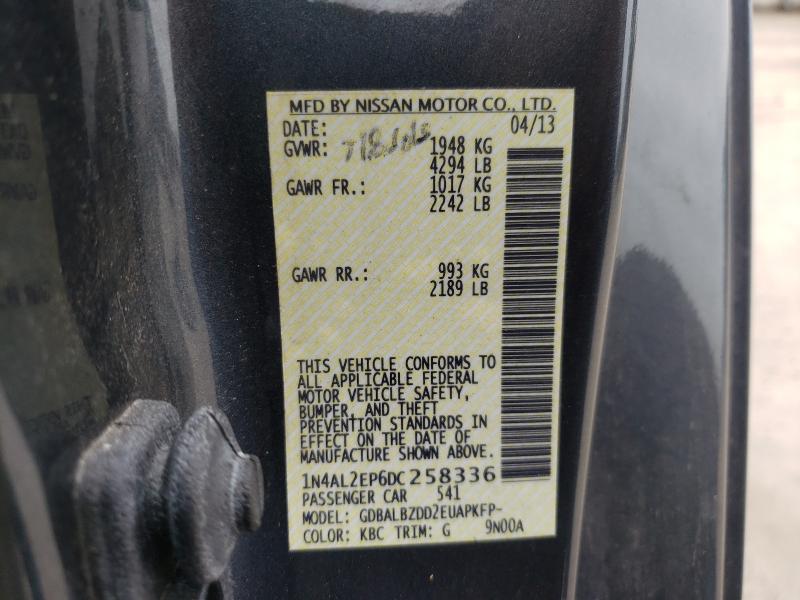 MFD BY NISSAN MOTOR CO., LTD.
DATE: 04/13
GVWR: 1948 KG
4294 LB
GAWR FR.: 1017 KG
2242 LB
GAWR RR.: 993 KG
2189 LB
THIS VEHICLE CONFORMS TO
ALL APPLICABLE FEDERAL
MOTOR VEHICLE SAFETY,
BUMPER, AND THEFT
PREVENTION STANDARDS IN
EFFECT ON THE DATE OF
MANUFACTURE SHOWN ABOVE.
1N4AL2EP6DC258336
PASSENGER CAR 541
MODEL: GDBALBZDD2EUAPKFP-
COLOR: KBC TRIM: G 9N00A